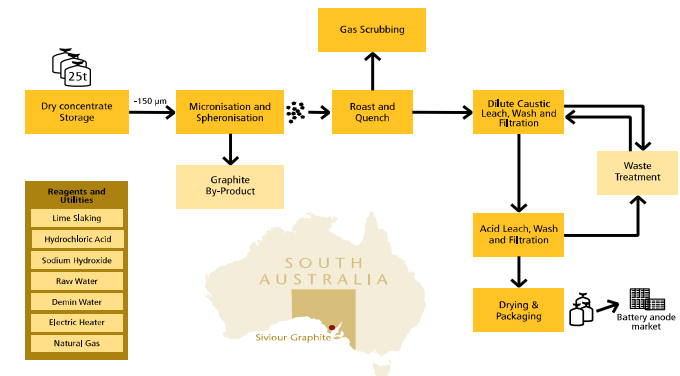 Gas Scrubbing
25t
Dry concentrate
Storage
-150 µm
Micronisation and
Spheronisation
Roast and
Quench
Dilute Caustic
Leach, Wash and
Filtration
Graphite
By-Product
Waste
Treatment
Reagents and
Utilities
Lime Slaking
Hydrochloric Acid
Sodium Hydroxide
Raw Water
Demin Water
Electric Heater
Natural Gas
SOUTH
AUSTRALIA
Siviour Graphite
Acid Leach, Wash
and Filtration
Drying &
Packaging
Battery anode
market